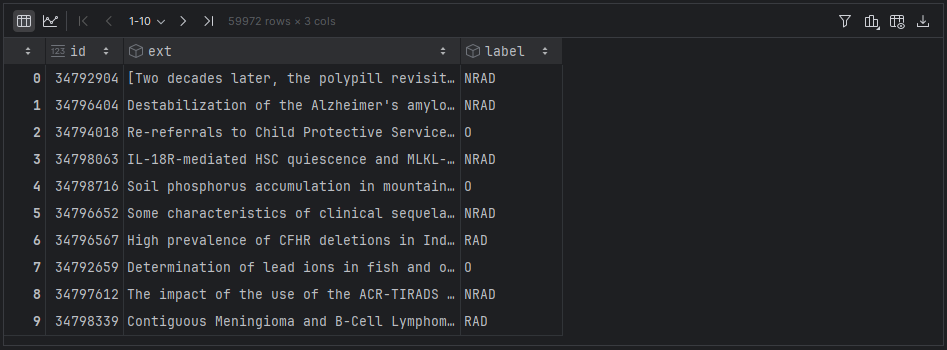 1-10 59972 rows × 3 cols
123 id ext label
0 34792904 [Two decades later, the polypill revisit… NRAD
1 34796404 Destabilization of the Alzheimer's amylo… NRAD
2 34794018 Re-referrals to Child Protective Service… O
3 34798063 IL-18R-mediated HSC quiescence and MLKL-… NRAD
4 34798716 Soil phosphorus accumulation in mountain… O
5 34796652 Some characteristics of clinical sequela… NRAD
6 34796567 High prevalence of CFHR deletions in Ind… RAD
7 34792659 Determination of lead ions in fish and o… O
8 34797612 The impact of the use of the ACR-TIRADS … NRAD
9 34798339 Contiguous Meningioma and B-Cell Lymphom… RAD